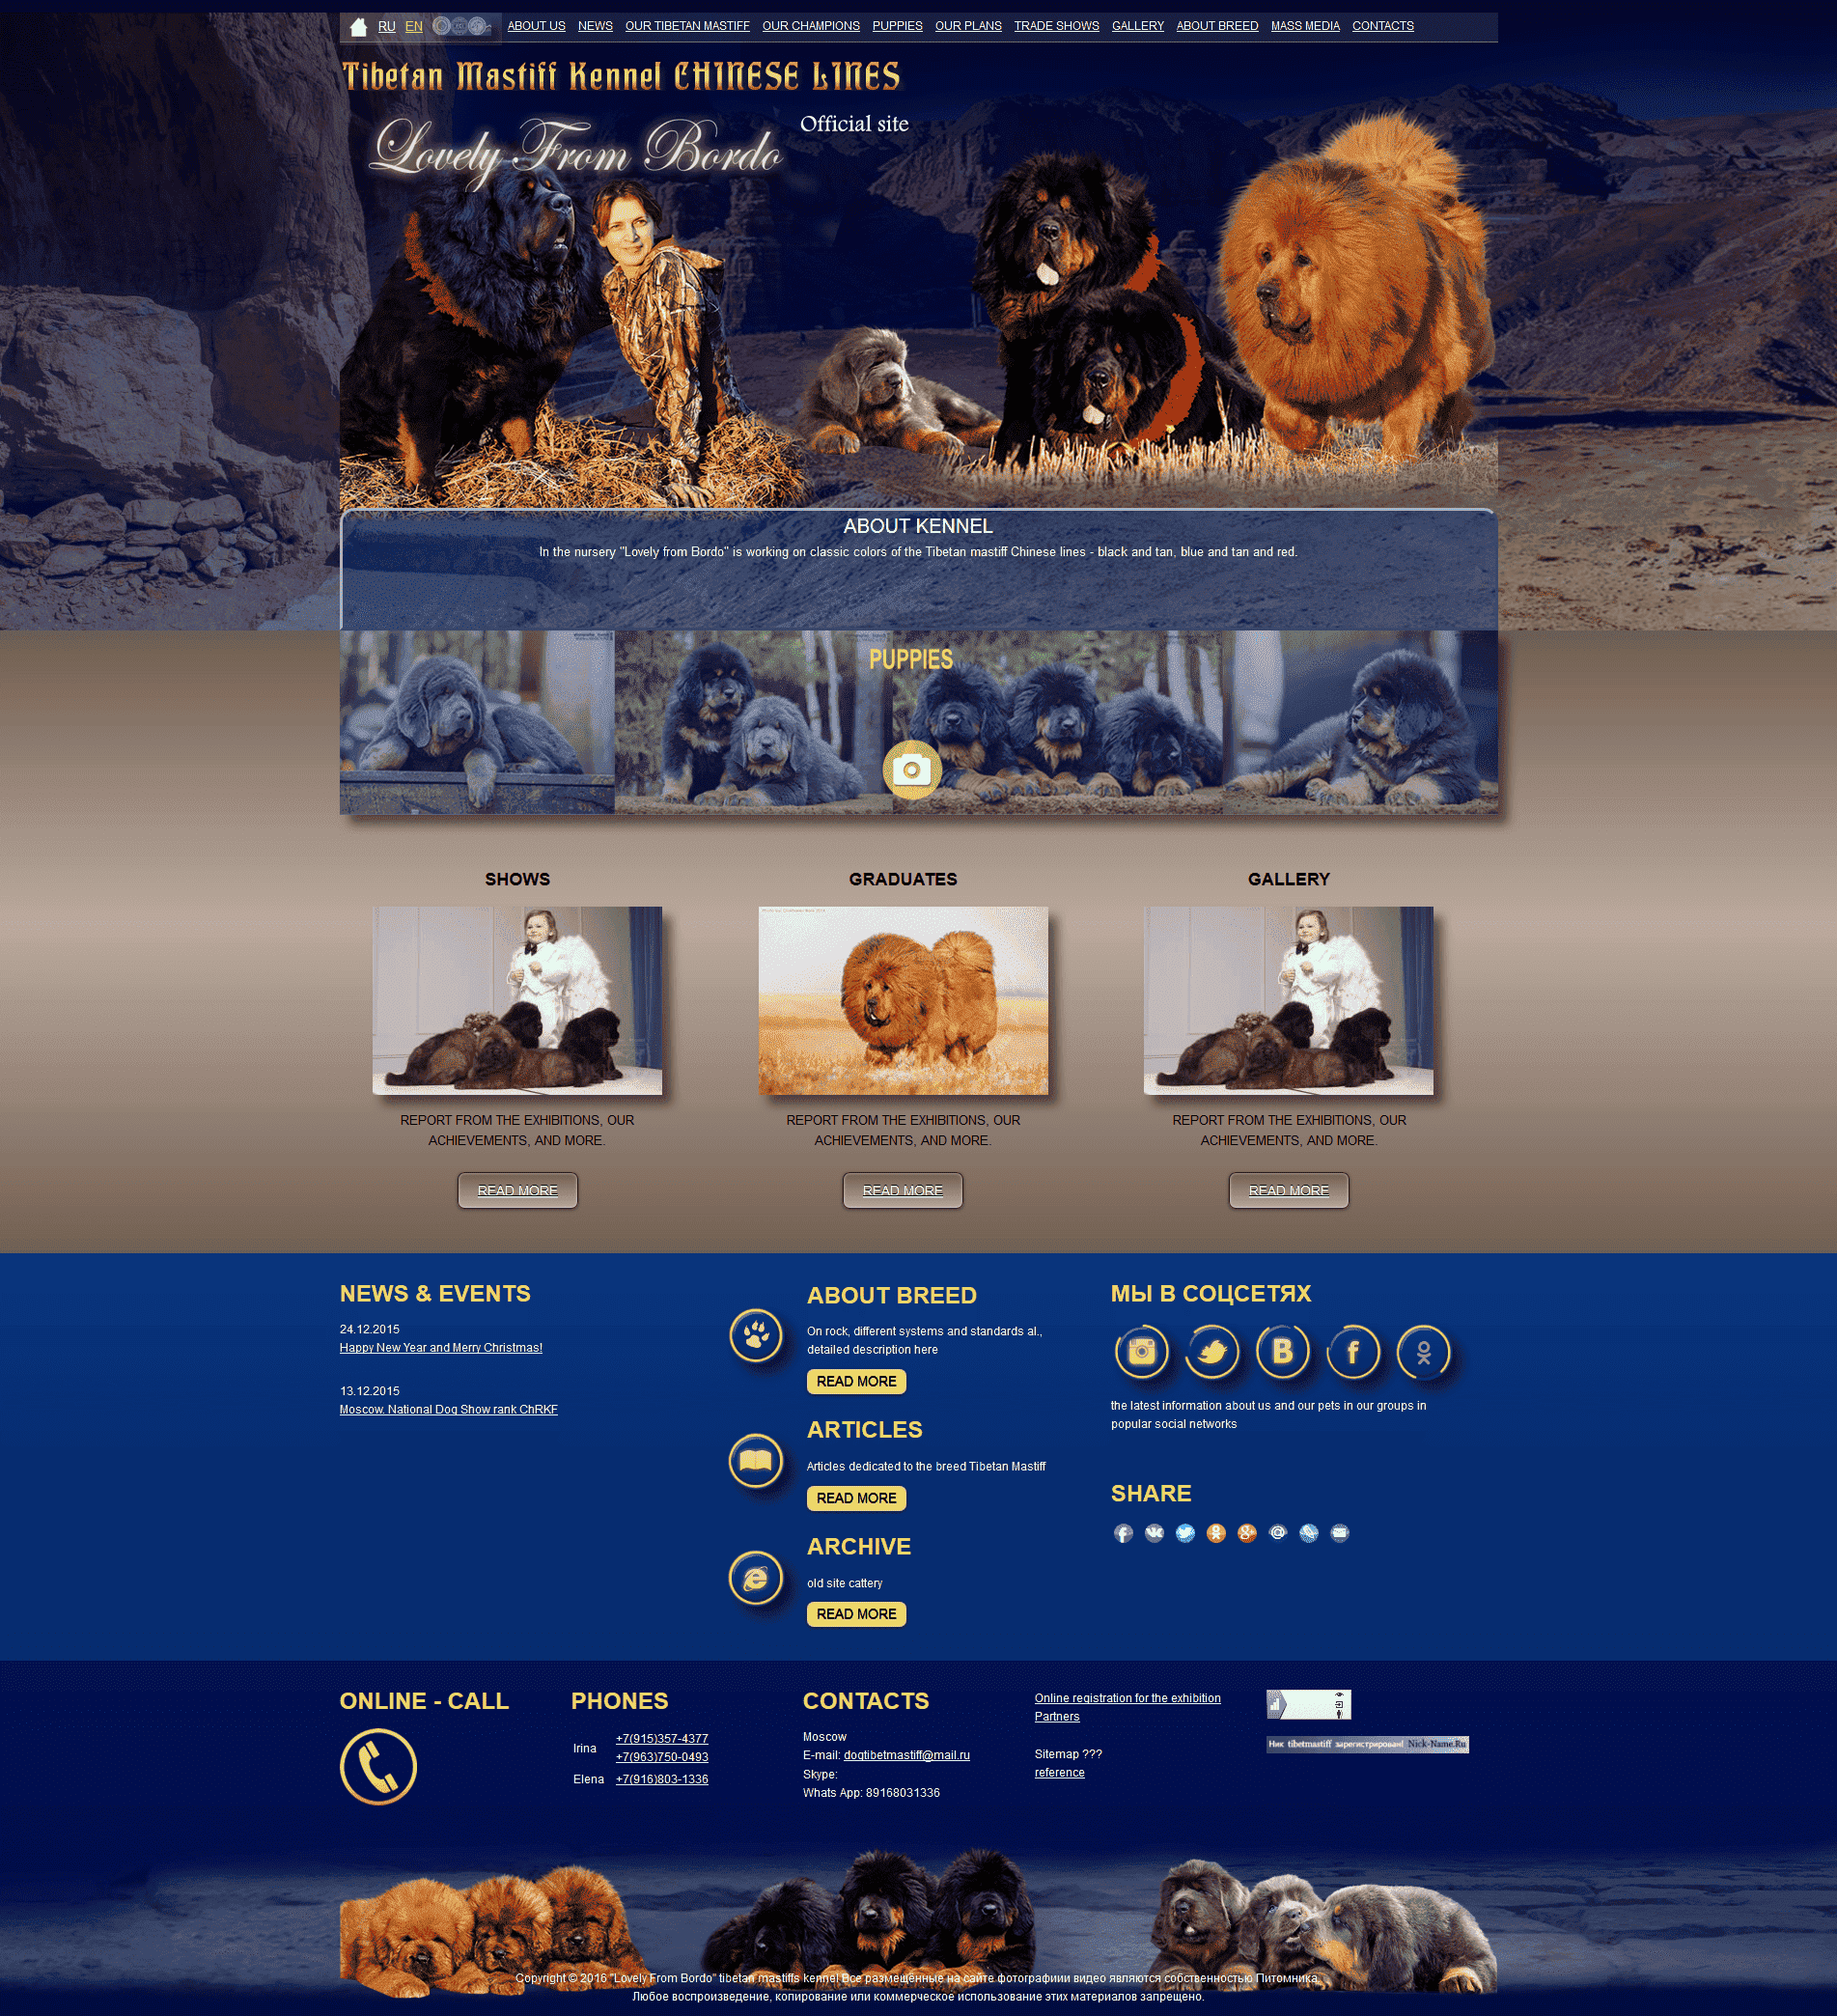 RU EN ABOUT US NEWS OUR TIBETAN MASTIFF OUR CHAMPIONS PUPPIES OUR PLANS TRADE SHOWS GALLERY ABOUT BREED MASS MEDIA CONTACTS
Tibetan Mastiff Kennel CHINESE LINES
Official site
Lovely From Bordo
ABOUT KENNEL
In the nursery "Lovely from Bordo" is working on classic colors of the Tibetan mastiff Chinese lines - black and tan, blue and tan and red.
PUPPIES
SHOWS
REPORT FROM THE EXHIBITIONS, OUR
ACHIEVEMENTS, AND MORE.
READ MORE
GRADUATES
REPORT FROM THE EXHIBITIONS, OUR
ACHIEVEMENTS, AND MORE.
READ MORE
GALLERY
REPORT FROM THE EXHIBITIONS, OUR
ACHIEVEMENTS, AND MORE.
READ MORE
NEWS & EVENTS
24.12.2015
Happy New Year and Merry Christmas!
13.12.2015
Moscow. National Dog Show rank ChRKF
ABOUT BREED
On rock, different systems and standards al.,
detailed description here
READ MORE
ARTICLES
Articles dedicated to the breed Tibetan Mastiff
READ MORE
ARCHIVE
old site cattery
READ MORE
МЫ В СОЦСЕТЯХ
the latest information about us and our pets in our groups in
popular social networks
SHARE
ONLINE - CALL
PHONES
Irina
+7(915)357-4377
+7(963)750-0493
Elena +7(916)803-1336
CONTACTS
Moscow
E-mail: dogtibetmastiff@mail.ru
Skype:
Whats App: 89168031336
Online registration for the exhibition
Partners
Sitemap ???
reference
Ник tibetmastiff зарегистрирован! Nick-Name.Ru
Copyright © 2016 "Lovely From Bordo" tibetan mastiffs kennel Все размещённые на сайте фотографиии видео являются собственностью Питомника.
Любое воспроизведение, копирование или коммерческое использование этих материалов запрещено.